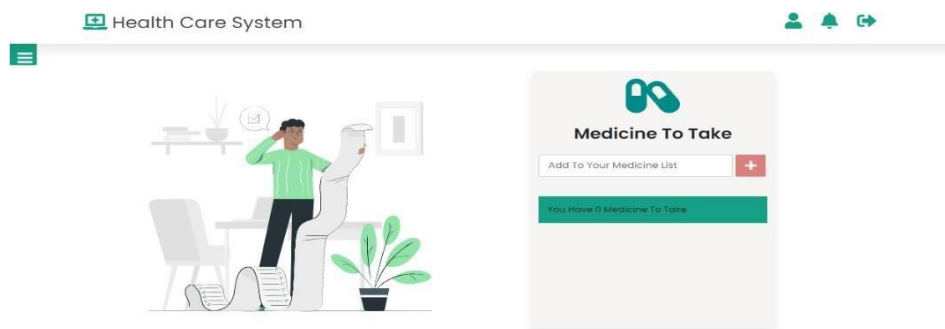 Health Care System
Medicine To Take
Add To Your Medicine List
You Have 0 Medicine To Take